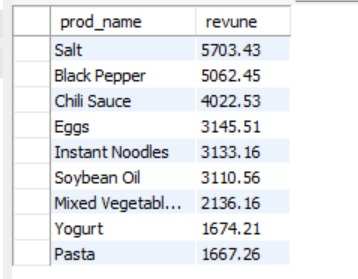 prod_name revune
Salt 5703.43
Black Pepper 5062.45
Chili Sauce 4022.53
Eggs 3145.51
Instant Noodles 3133.16
Soybean Oil 3110.56
Mixed Vegetabl... 2136.16
Yogurt 1674.21
Pasta 1667.26